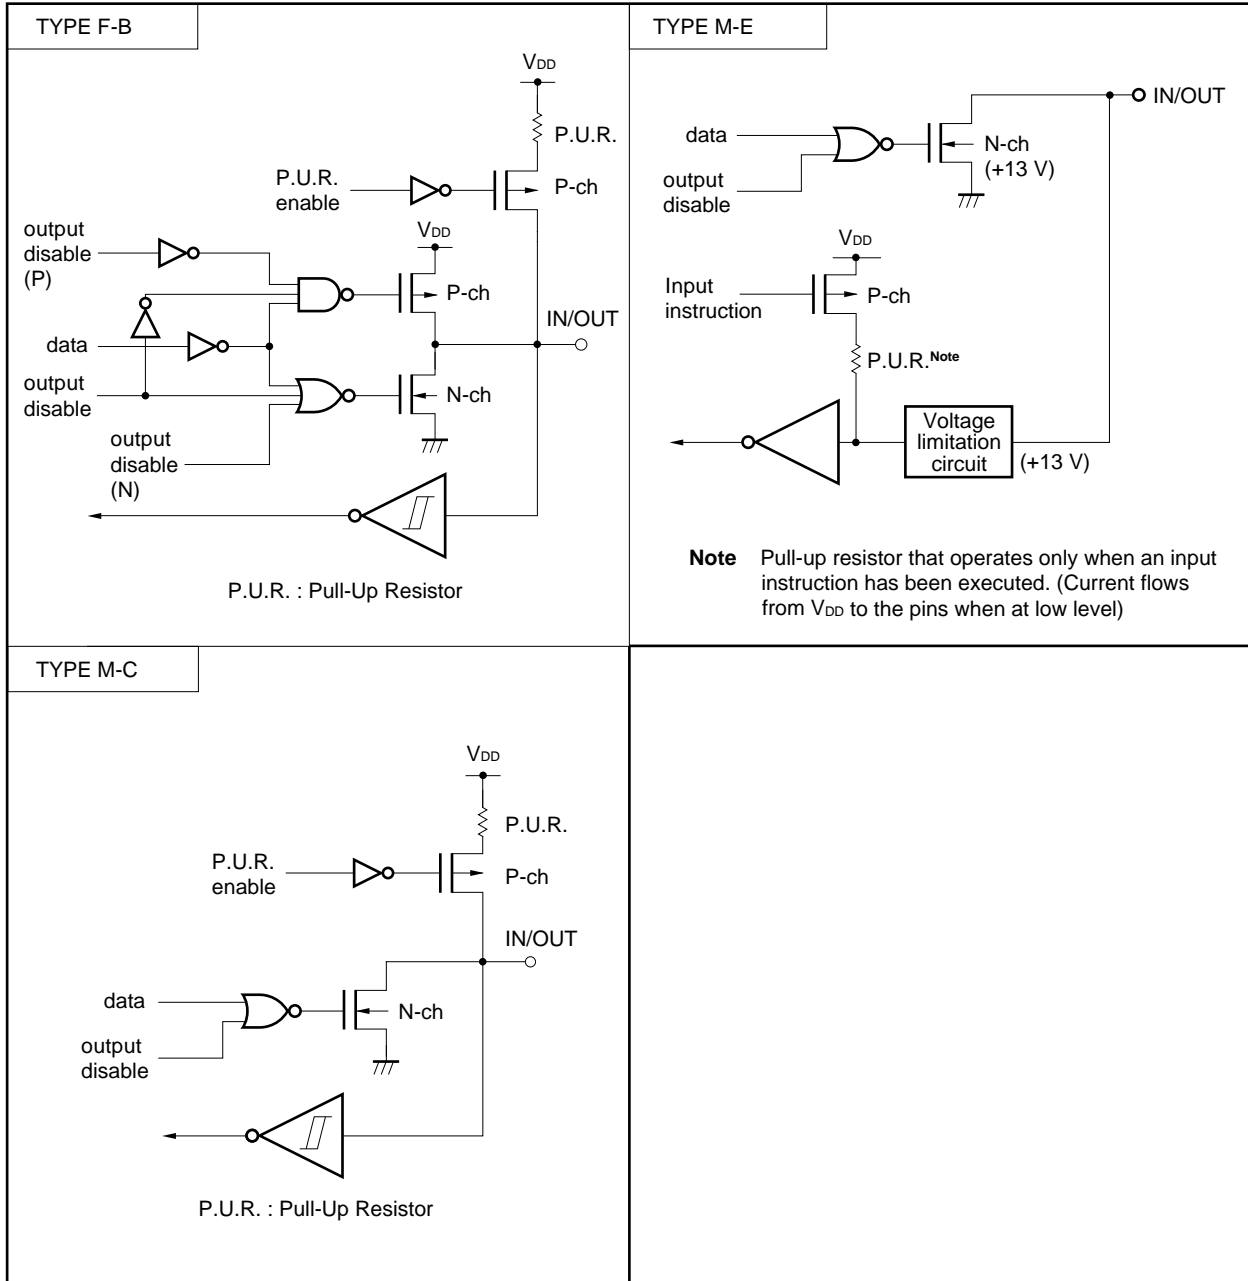 TYPE F-B
VDD
P.U.R.
P.U.R.
enable
P-ch
output
disable
(P)
VDD
P-ch
IN/OUT
data
output
disable
N-ch
output
disable
(N)
P.U.R. : Pull-Up Resistor
TYPE M-E
IN/OUT
data
N-ch
(+13 V)
output
disable
VDD
Input
instruction
P-ch
P.U.R.Note
Voltage
limitation
circuit
(+13 V)
Note Pull-up resistor that operates only when an input
instruction has been executed. (Current flows
from VDD to the pins when at low level)
TYPE M-C
VDD
P.U.R.
P.U.R.
enable
P-ch
IN/OUT
data
N-ch
output
disable
P.U.R. : Pull-Up Resistor